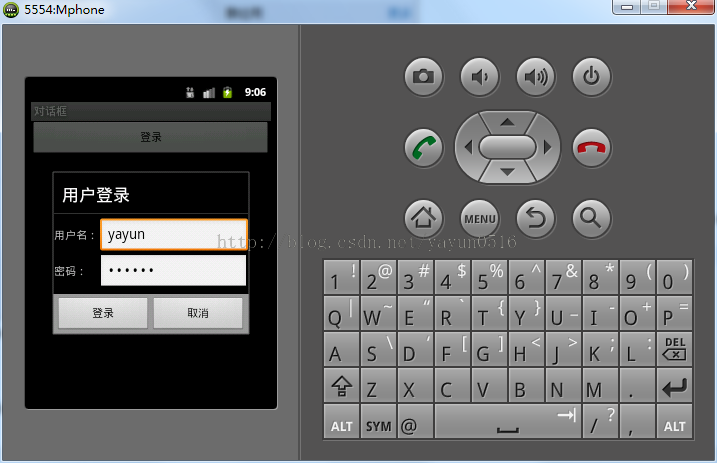 5554:Mphone
9:06
对话框
登录
用户登录
用户名：
yayun
密码：
••••••
登录
取消
http://blog.csdn.net/yayun0516
MENU
1 ! 2 @ 3 # 4 $ 5 % 6 ^ 7 & 8 * 9 ( 0 )
Q | W ~ E “ R ` T { Y } U _ I - O + P =
A S \ D ‘ F [ G ] H < J > K ; L : DEL
Z X C V B N M .
ALT SYM @ / ? , ALT